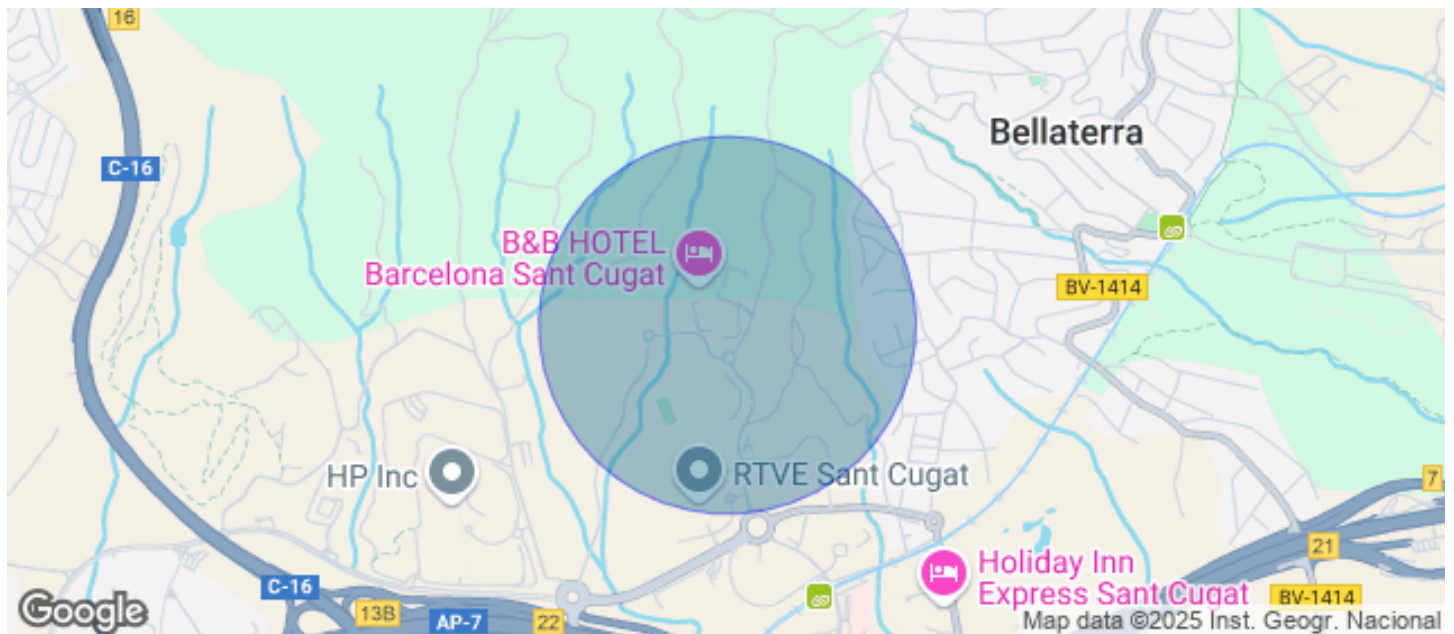 16
Bellaterra
C-16
B&B HOTEL
Barcelona Sant Cugat
BV-1414
HP Inc
RTVE Sant Cugat
7
21
Holiday Inn
Express Sant Cugat
C-16
13B
AP-7
22
BV-1414
Google
Map data ©2025 Inst. Geogr. Nacional